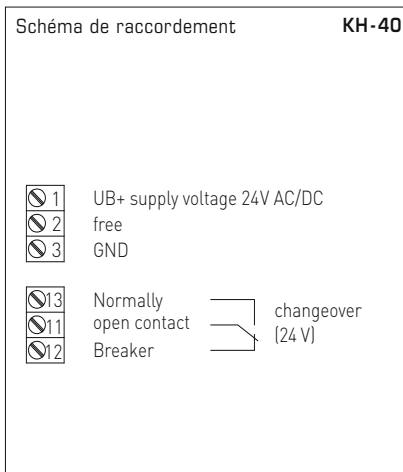 Schéma de raccordement KH-40
1 UB+ supply voltage 24V AC/DC
2 free
3 GND
13 Normally
11 open contact
12 Breaker
changeover
(24 V)